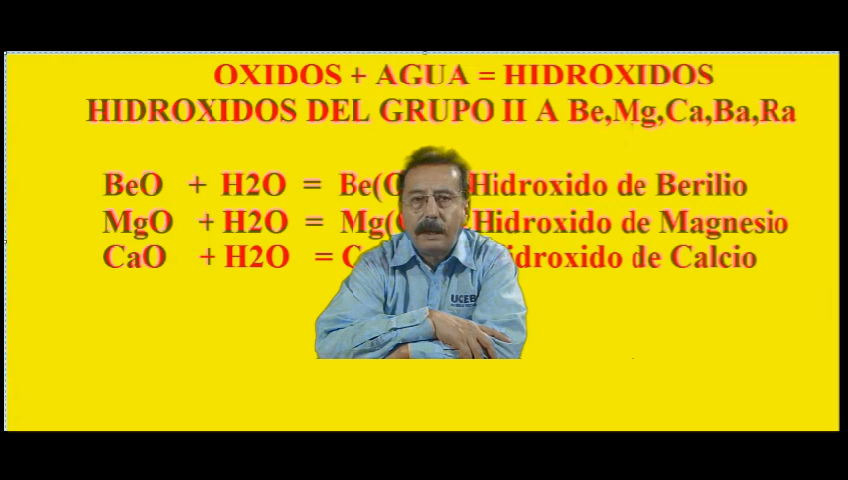 OXIDOS + AGUA = HIDROXIDOS
HIDROXIDOS DEL GRUPO II A Be,Mg,Ca,Ba,Ra
BeO + H2O = Be( Hidroxido de Berilio
MgO + H2O = Mg( Hidroxido de Magnesio
CaO + H2O = idroxido de Calcio
UCEB